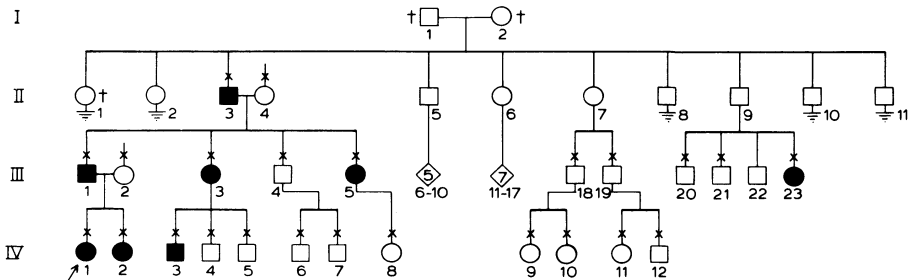 I † 1 2 †
II † 1 2 3 4 5 6 7 8 9 10 11
III 1 2 3 4 5 5 6-10 7 11-17 18 19 20 21 22 23
IV 1 2 3 4 5 6 7 8 9 10 11 12